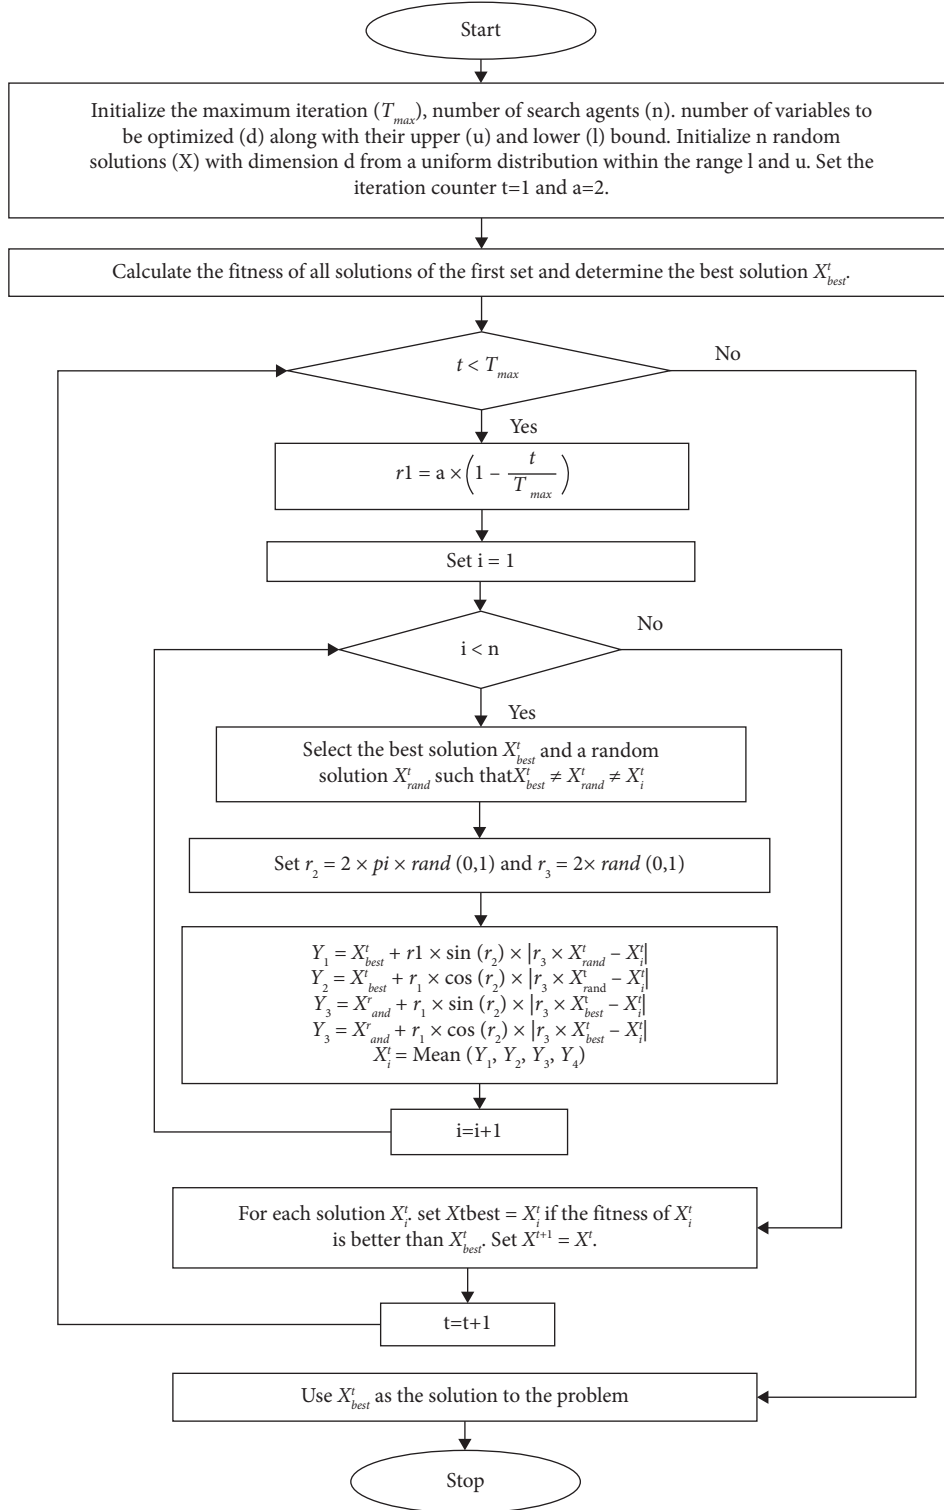 Start
Initialize the maximum iteration (T_max), number of search agents (n). number of variables to
be optimized (d) along with their upper (u) and lower (l) bound. Initialize n random
solutions (X) with dimension d from a uniform distribution within the range l and u. Set the
iteration counter t=1 and a=2.
Calculate the fitness of all solutions of the first set and determine the best solution X^t_best.
t < T_max
No
Yes
r1 = a × (1 – t / T_max)
Set i = 1
i < n
No
Yes
Select the best solution X^t_best and a random
solution X^t_rand such thatX^t_best ≠ X^t_rand ≠ X^t_i
Set r_2 = 2 × pi × rand (0,1) and r_3 = 2× rand (0,1)
Y_1 = X^t_best + r1 × sin (r_2) × |r_3 × X^t_rand – X^t_i|
Y_2 = X^t_best + r_1 × cos (r_2) × |r_3 × X^t_rand – X^t_i|
Y_3 = X^r_and + r_1 × sin (r_2) × |r_3 × X^t_best – X^t_i|
Y_3 = X^r_and + r_1 × cos (r_2) × |r_3 × X^t_best – X^t_i|
X^t_i = Mean (Y_1, Y_2, Y_3, Y_4)
i=i+1
For each solution X^t_i. set Xtbest = X^t_i if the fitness of X^t_i
is better than X^t_best. Set X^t+1 = X^t.
t=t+1
Use X^t_best as the solution to the problem
Stop